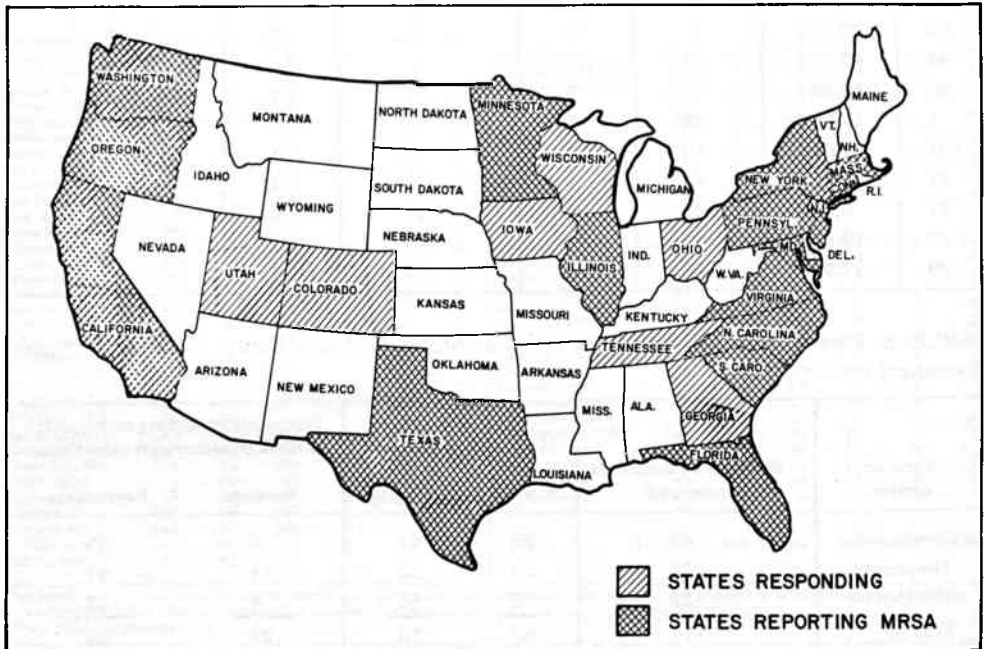 WASHINGTON
MONTANA
NORTH DAKOTA
MINNESOTA
MAINE
VT.
NH.
OREGON
IDAHO
WISCONSIN
MICHIGAN
NEW YORK
MASS.
CONN.
R.I.
SOUTH DAKOTA
WYOMING
IOWA
PENNSYL.
N.J.
NEVADA
NEBRASKA
OHIO
MD.
DEL.
UTAH
COLORADO
ILLINOIS
IND.
W.VA.
VIRGINIA
CALIFORNIA
KANSAS
MISSOURI
KENTUCKY
N. CAROLINA
TENNESSEE
S. CARO.
ARIZONA
NEW MEXICO
OKLAHOMA
ARKANSAS
MISS.
ALA.
GEORGIA
TEXAS
LOUISIANA
FLORIDA
STATES RESPONDING
STATES REPORTING MRSA